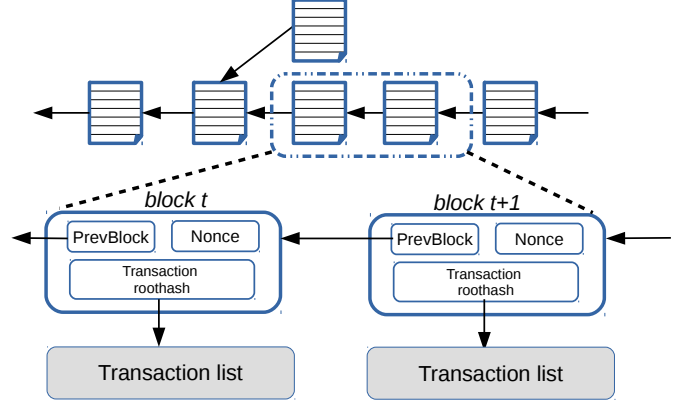 block t
block t+1
PrevBlock
Nonce
PrevBlock
Nonce
Transaction
roothash
Transaction
roothash
Transaction list
Transaction list